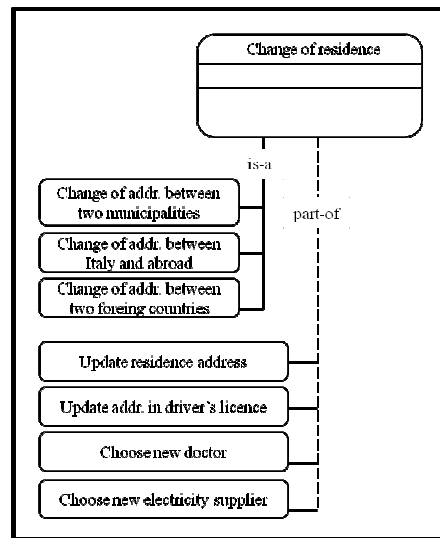 Change of residence
is-a
Change of addr. between
two municipalities
part-of
Change of addr. between
Italy and abroad
Change of addr. between
two foreing countries
Update residence address
Update addr. in driver`s licence
Choose new doctor
Choose new electricity supplier